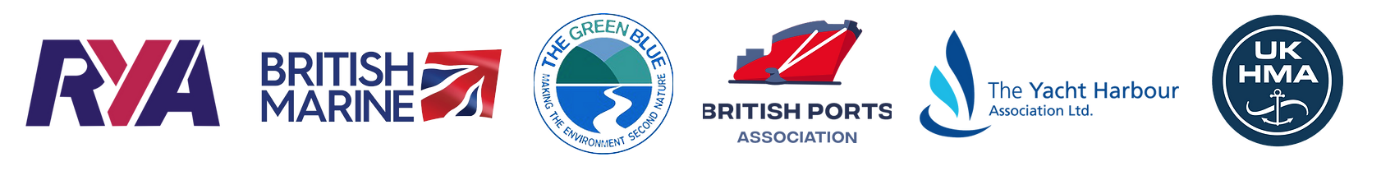 RYA
BRITISH
MARINE
THE GREEN BLUE
MAKING THE ENVIRONMENT SECOND NATURE
BRITISH PORTS
ASSOCIATION
The Yacht Harbour
Association Ltd.
UK
HMA